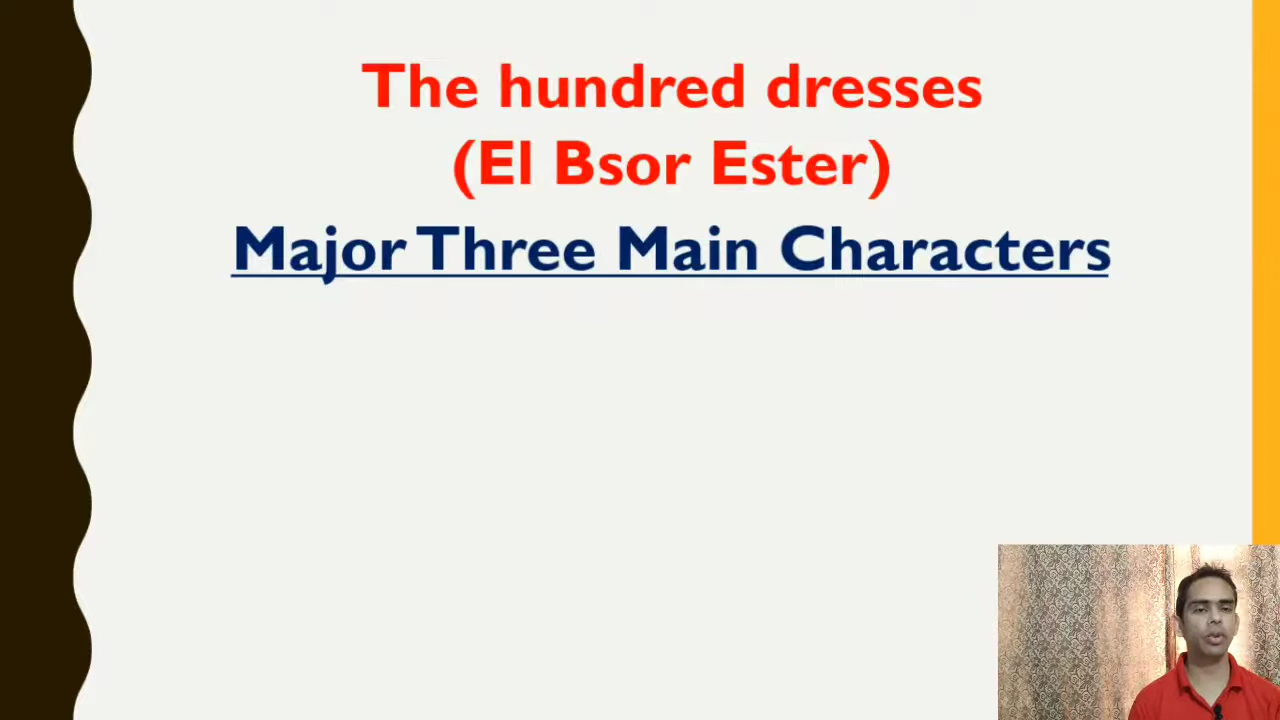 The hundred dresses
(El Bsor Ester)
Major Three Main Characters